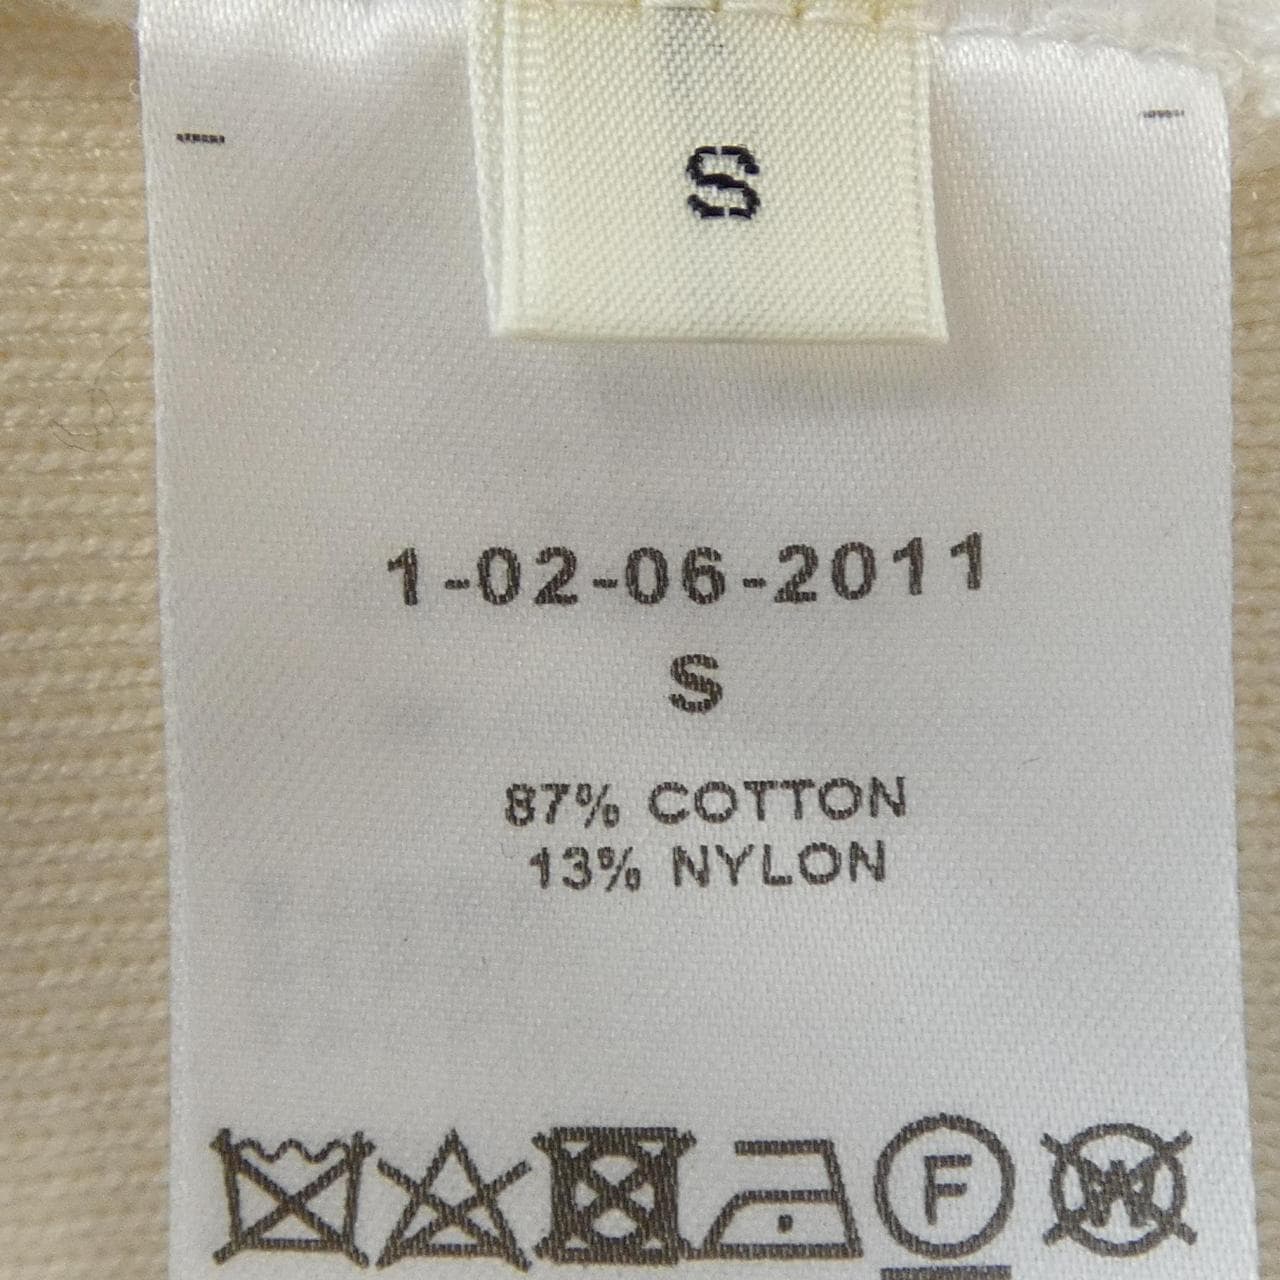 S
1-02-06-2011
S
87% COTTON
13% NYLON
F W